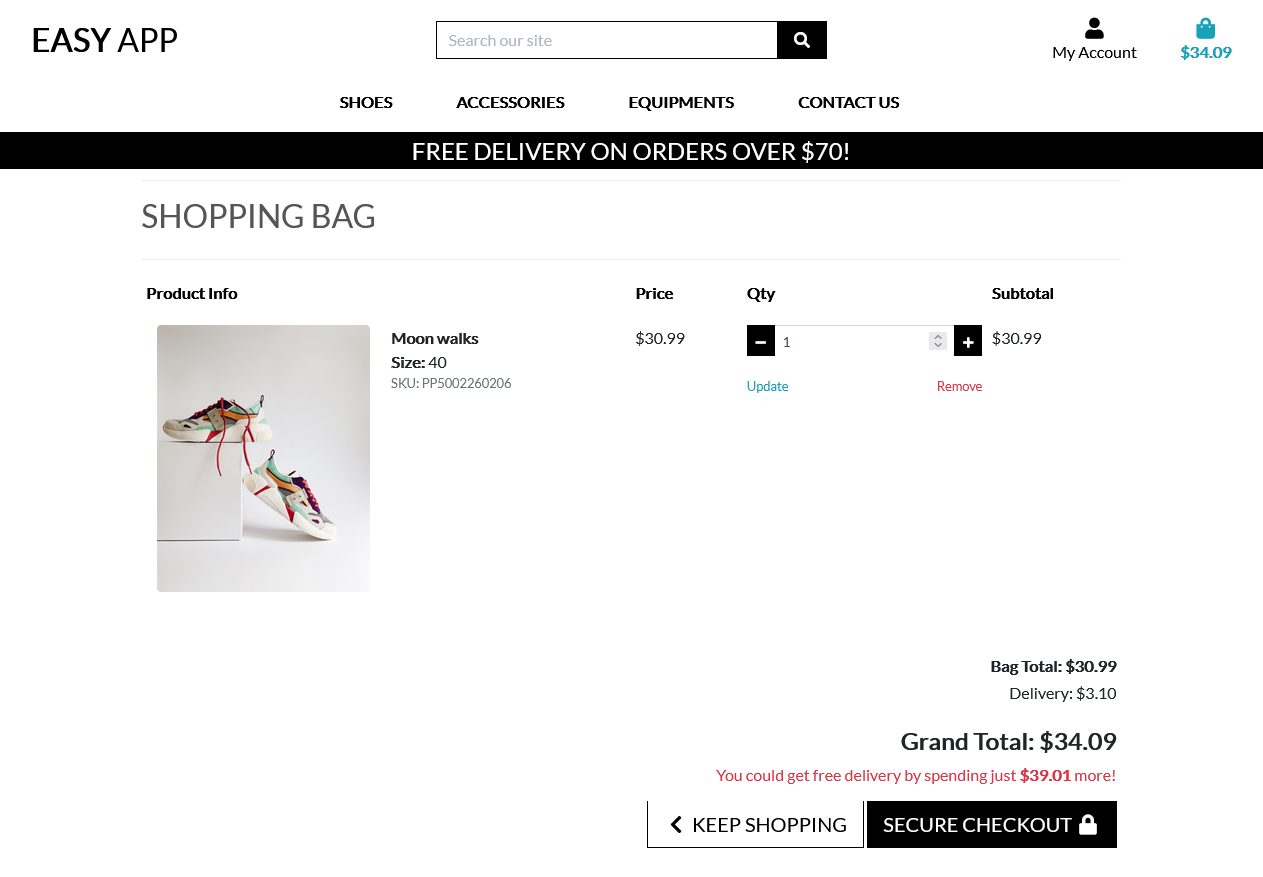 EASY APP
Search our site
My Account
$34.09
SHOES ACCESSORIES EQUIPMENTS CONTACT US
FREE DELIVERY ON ORDERS OVER $70!
SHOPPING BAG
Product Info Price Qty Subtotal
Moon walks $30.99 1 $30.99
Size: 40
SKU: PP5002260206
Update Remove
Bag Total: $30.99
Delivery: $3.10
Grand Total: $34.09
You could get free delivery by spending just $39.01 more!
KEEP SHOPPING SECURE CHECKOUT